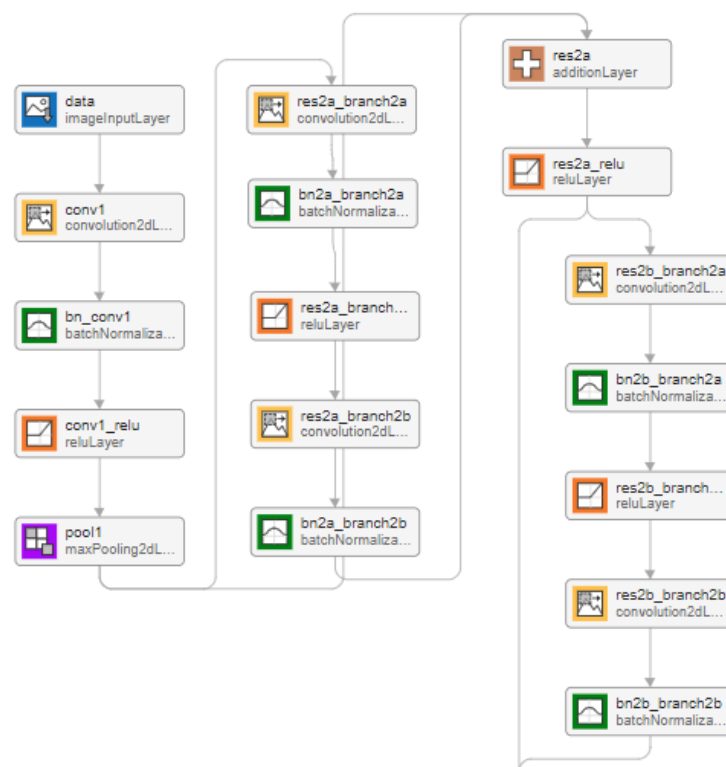 data
imageInputLayer
conv1
convolution2dL...
bn_conv1
batchNormaliza...
conv1_relu
reluLayer
pool1
maxPooling2dL...
res2a_branch2a
convolution2dL...
bn2a_branch2a
batchNormaliza...
res2a_branch...
reluLayer
res2a_branch2b
convolution2dL...
bn2a_branch2b
batchNormaliza...
res2a
additionLayer
res2a_relu
reluLayer
res2b_branch2a
convolution2dL...
bn2b_branch2a
batchNormaliza...
res2b_branch...
reluLayer
res2b_branch2b
convolution2dL...
bn2b_branch2b
batchNormaliza...